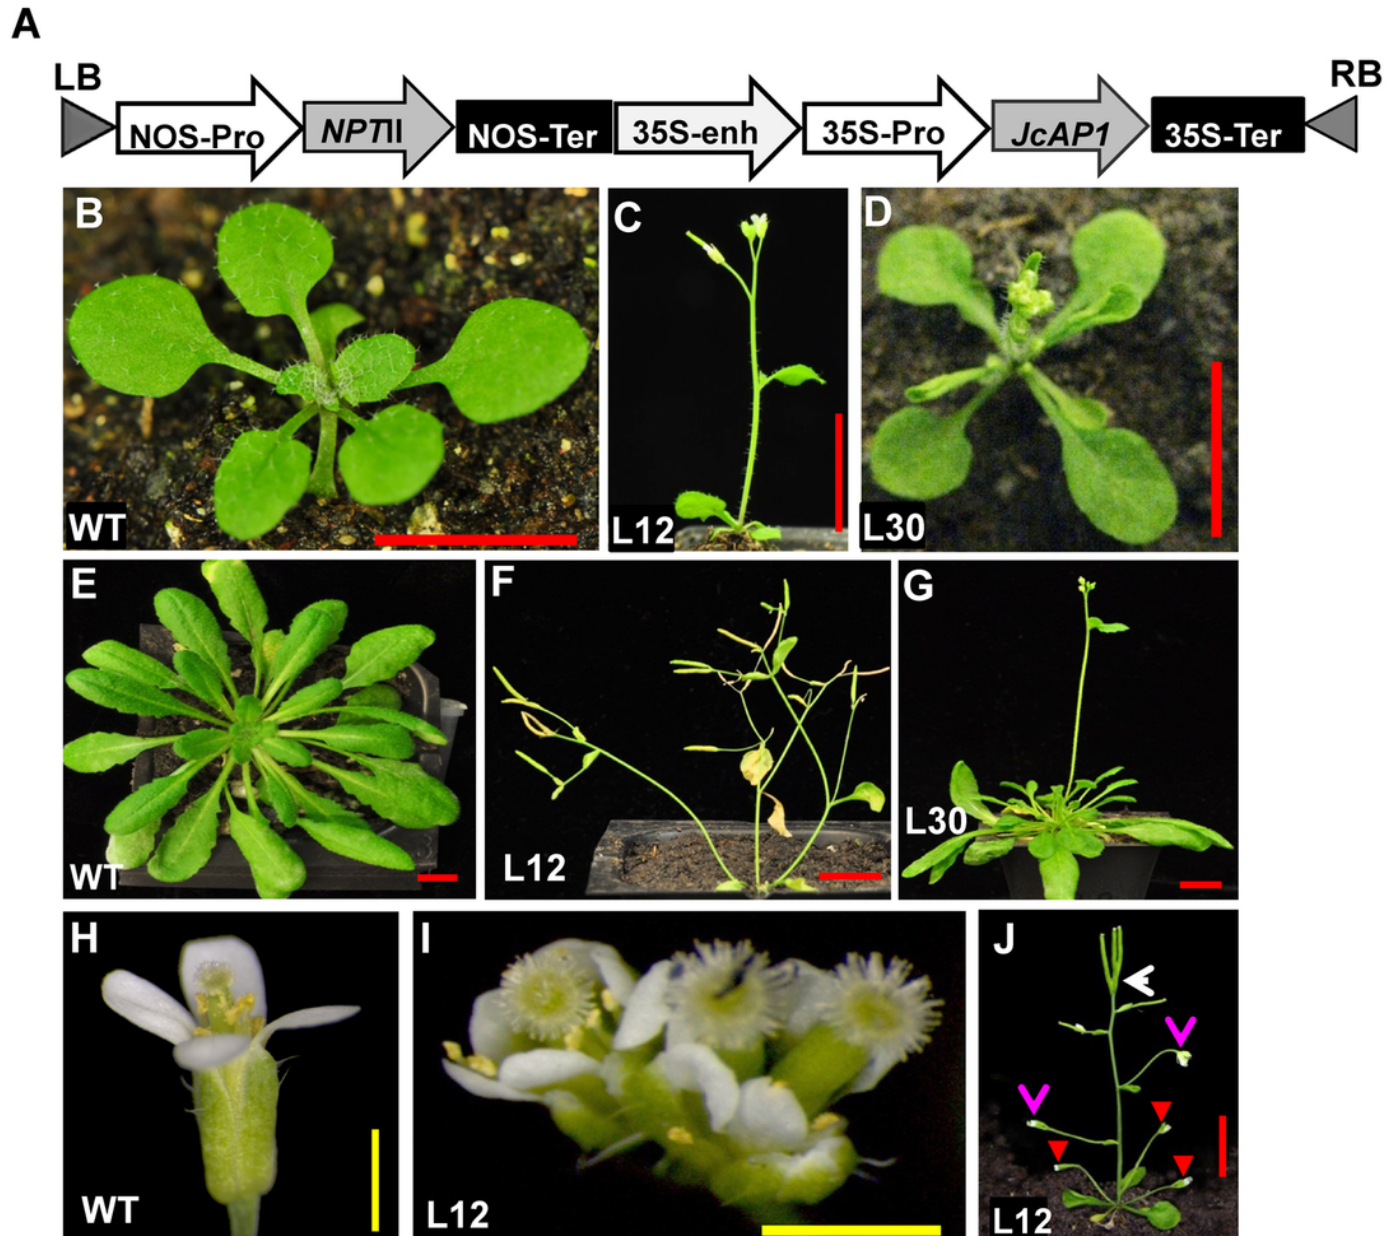 A
LB
RB
NOS-Pro
NPTII
NOS-Ter
35S-enh
35S-Pro
JcAP1
35S-Ter
B
WT
C
L12
D
L30
E
WT
F
L12
G
L30
H
WT
I
L12
J
L12